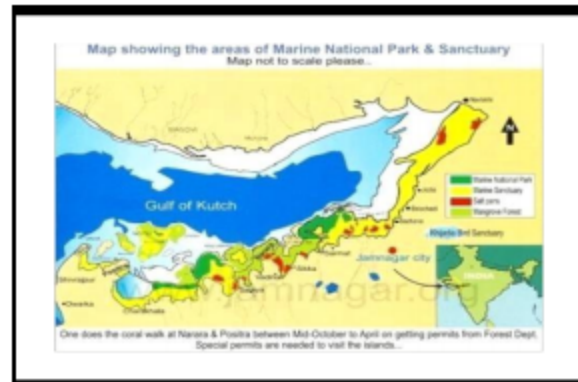 Map showing the areas of Marine National Park & Sanctuary
Map not to scale please..
N
Marine National Park
Marine Sanctuary
Salt pans
Mangrove Forest
Gulf of Kutch
Khijadia Bird Sanctuary
Jamnagar city
Sikka
Dwarka
www.jamnagar.org
One does the coral walk at Narara & Positra between Mid-October to April on getting permits from Forest Dept.
Special permits are needed to visit the islands...